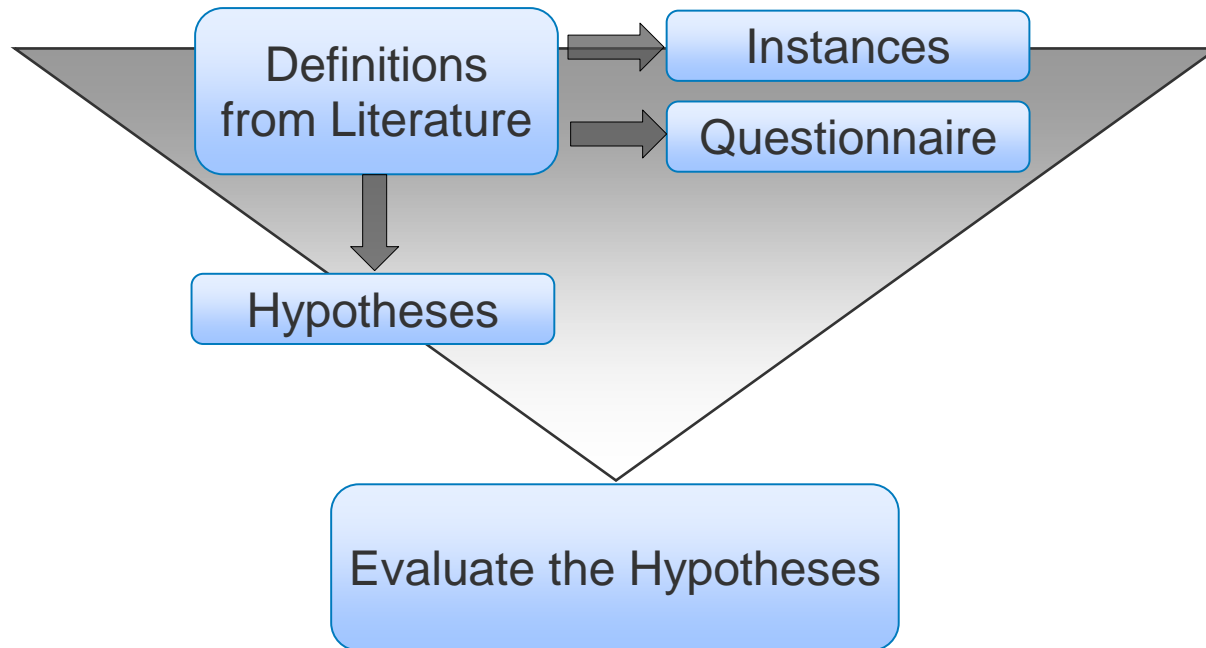 Definitions
from Literature
Instances
Questionnaire
Hypotheses
Evaluate the Hypotheses